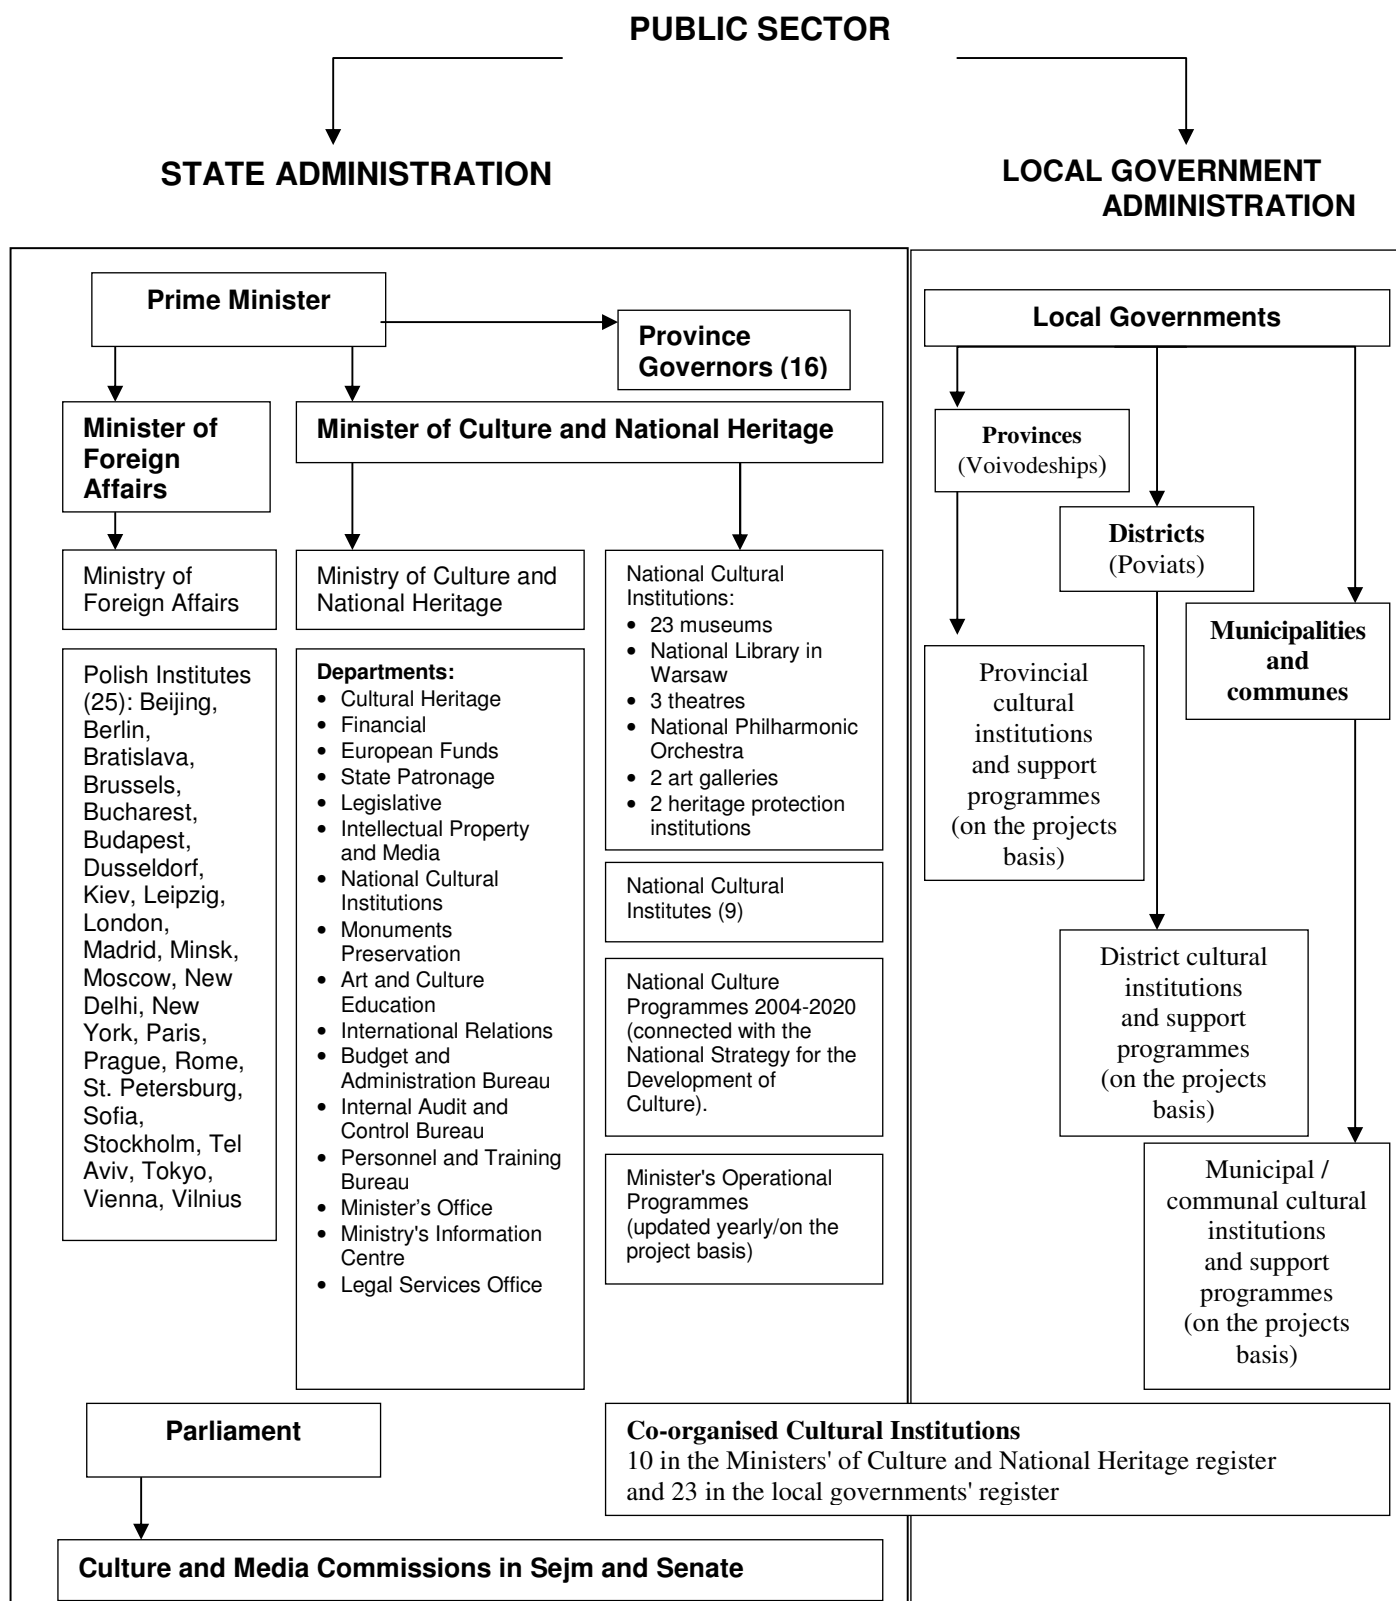 PUBLIC SECTOR
STATE ADMINISTRATION
LOCAL GOVERNMENT
ADMINISTRATION
Prime Minister
Province
Governors (16)
Minister of
Foreign
Affairs
Minister of Culture and National Heritage
Ministry of
Foreign Affairs
Ministry of Culture and
National Heritage
Polish Institutes
(25): Beijing,
Berlin,
Bratislava,
Brussels,
Bucharest,
Budapest,
Dusseldorf,
Kiev, Leipzig,
London,
Madrid, Minsk,
Moscow, New
Delhi, New
York, Paris,
Prague, Rome,
St. Petersburg,
Sofia,
Stockholm, Tel
Aviv, Tokyo,
Vienna, Vilnius
Departments:
• Cultural Heritage
• Financial
• European Funds
• State Patronage
• Legislative
• Intellectual Property
and Media
• National Cultural
Institutions
• Monuments
Preservation
• Art and Culture
Education
• International Relations
• Budget and
Administration Bureau
• Internal Audit and
Control Bureau
• Personnel and Training
Bureau
• Minister’s Office
• Ministry's Information
Centre
• Legal Services Office
National Cultural
Institutions:
• 23 museums
• National Library in
Warsaw
• 3 theatres
• National Philharmonic
Orchestra
• 2 art galleries
• 2 heritage protection
institutions
National Cultural
Institutes (9)
National Culture
Programmes 2004-2020
(connected with the
National Strategy for the
Development of
Culture).
Minister's Operational
Programmes
(updated yearly/on the
project basis)
Parliament
Culture and Media Commissions in Sejm and Senate
Local Governments
Provinces
(Voivodeships)
Districts
(Poviats)
Municipalities
and
communes
Provincial
cultural
institutions
and support
programmes
(on the projects
basis)
District cultural
institutions
and support
programmes
(on the projects
basis)
Municipal /
communal cultural
institutions
and support
programmes
(on the projects
basis)
Co-organised Cultural Institutions
10 in the Ministers' of Culture and National Heritage register
and 23 in the local governments' register